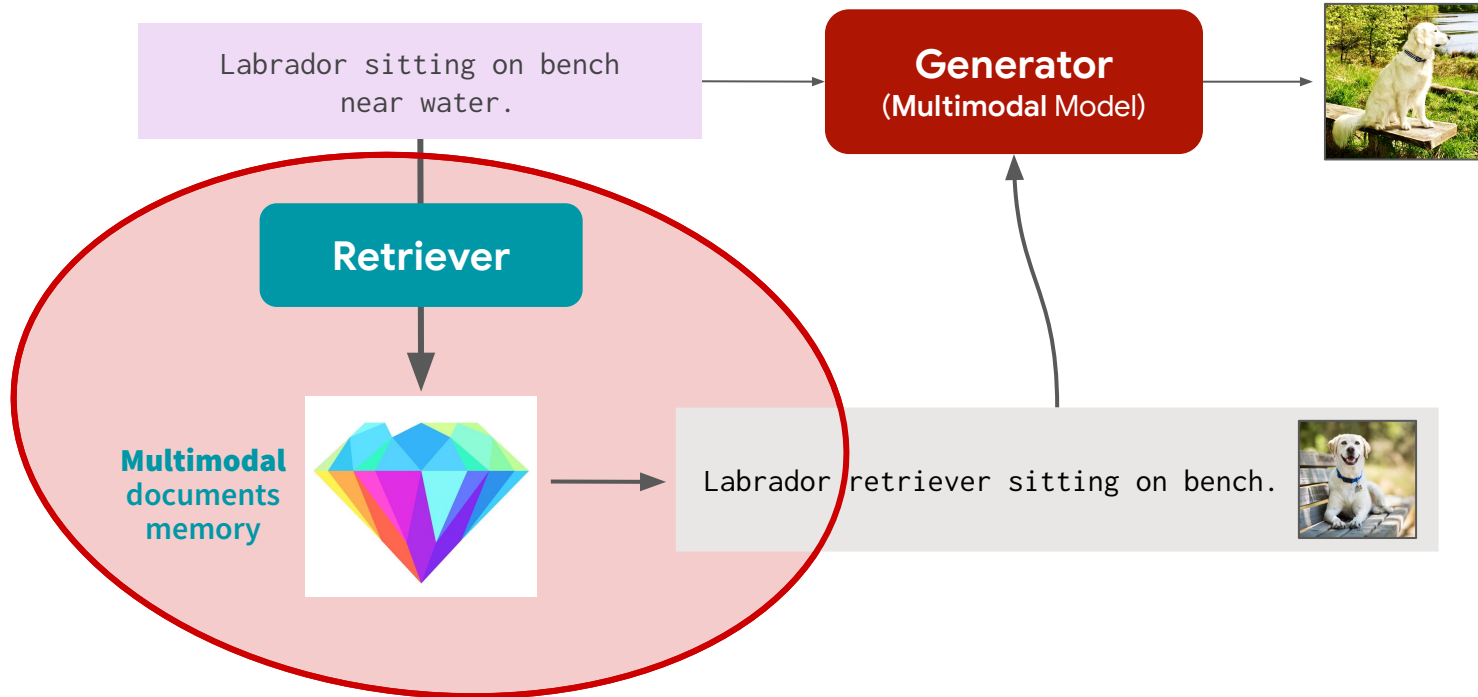 Labrador sitting on bench
near water.
Generator
(Multimodal Model)
Retriever
Multimodal
documents
memory
Labrador retriever sitting on bench.